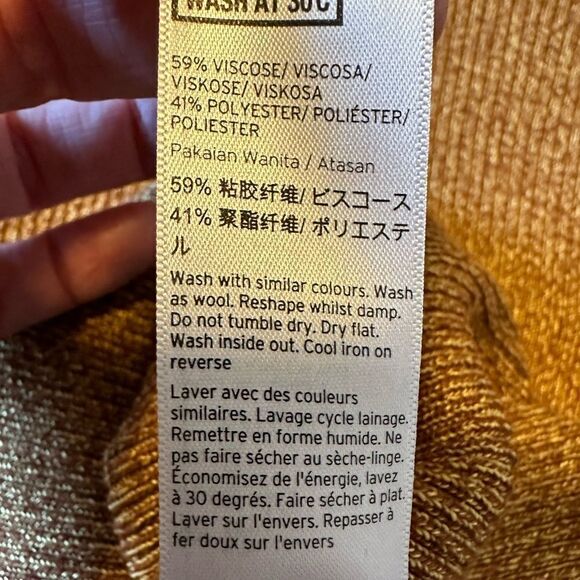 WASH AT 30°C
59% VISCOSE/ VISCOSA/
VISKOSE/ VISKOSA
41% POLYESTER/ POLIÉSTER/
POLIESTER
Pakaian Wanita / Atasan
59% 粘胶纤维/ ビスコース
41% 聚酯纤维/ ポリエステ
ル
Wash with similar colours. Wash
as wool. Reshape whilst damp.
Do not tumble dry. Dry flat.
Wash inside out. Cool iron on
reverse
Laver avec des couleurs
similaires. Lavage cycle lainage.
Remettre en forme humide. Ne
pas faire sécher au sèche-linge.
Économisez de l'énergie, lavez
à 30 degrés. Faire sécher à plat.
Laver sur l'envers. Repasser à
fer doux sur l'envers